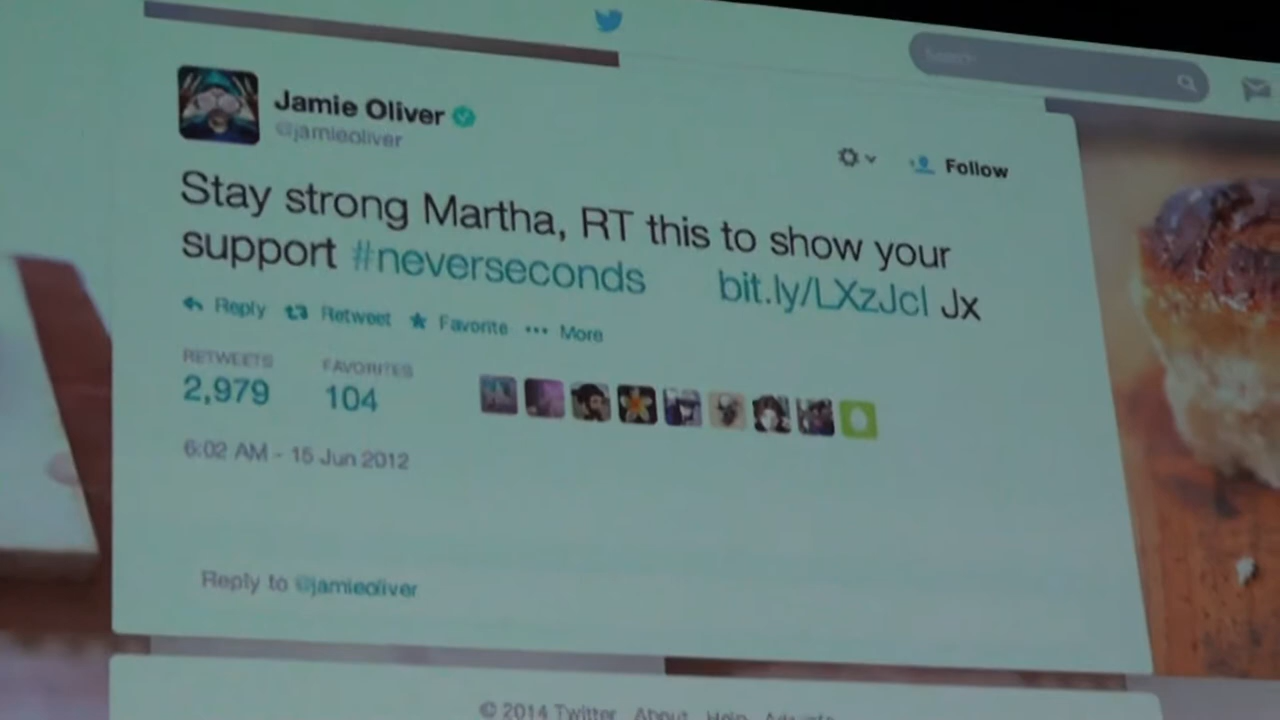 Search
Jamie Oliver
@jamieoliver
Follow
Stay strong Martha, RT this to show your
support #neverseconds bit.ly/LXzJcl Jx
Reply Retweet Favorite More
RETWEETS FAVORITES
2,979 104
6:02 AM - 15 Jun 2012
Reply to @jamieoliver
© 2014 Twitter About Help